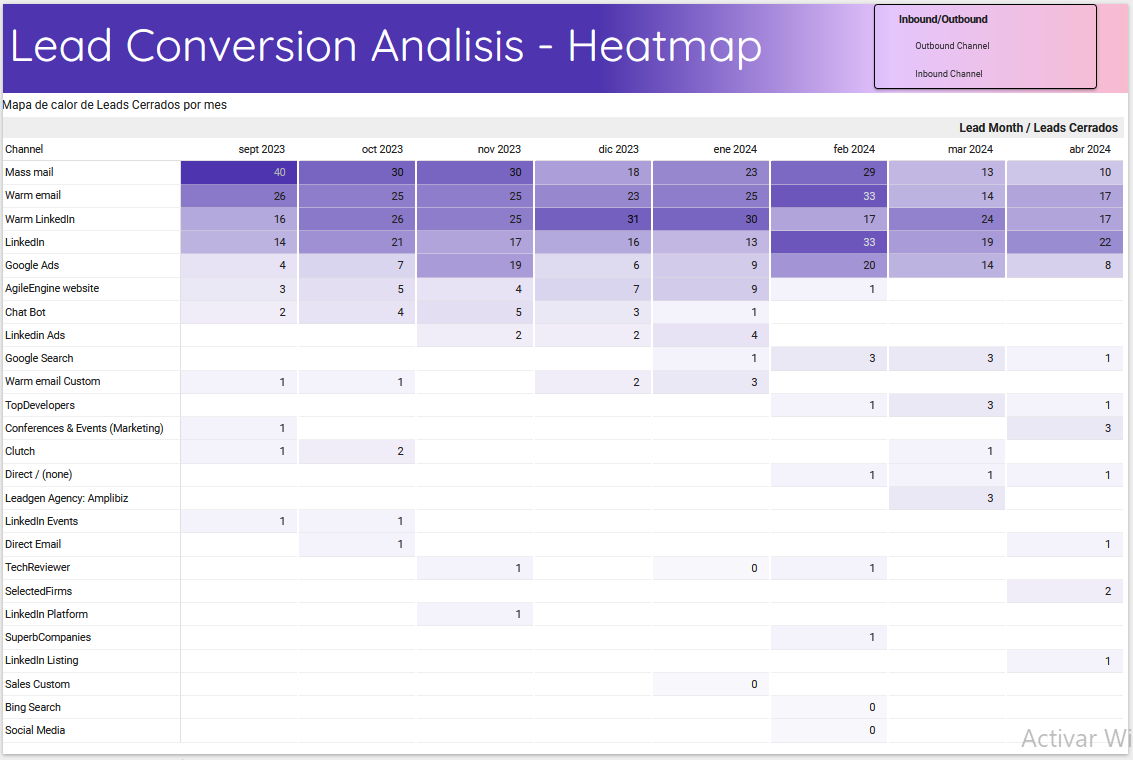 Lead Conversion Analisis - Heatmap
Inbound/Outbound
Outbound Channel
Inbound Channel
Mapa de calor de Leads Cerrados por mes
Lead Month / Leads Cerrados
Channel sept 2023 oct 2023 nov 2023 dic 2023 ene 2024 feb 2024 mar 2024 abr 2024
Mass mail 40 30 30 18 23 29 13 10
Warm email 26 25 25 23 25 33 14 17
Warm LinkedIn 16 26 25 31 30 17 24 17
LinkedIn 14 21 17 16 13 33 19 22
Google Ads 4 7 19 6 9 20 14 8
AgileEngine website 3 5 4 7 9 1
Chat Bot 2 4 5 3 1
Linkedin Ads 2 2 4
Google Search 1 3 3 1
Warm email Custom 1 1 2 3
TopDevelopers 1 3 1
Conferences & Events (Marketing) 1 3
Clutch 1 2 1
Direct / (none) 1 1 1
Leadgen Agency: Amplibiz 3
LinkedIn Events 1 1
Direct Email 1 1
TechReviewer 1 0 1
SelectedFirms 2
LinkedIn Platform 1
SuperbCompanies 1
LinkedIn Listing 1
Sales Custom 0
Bing Search 0
Social Media 0
Activar Wi